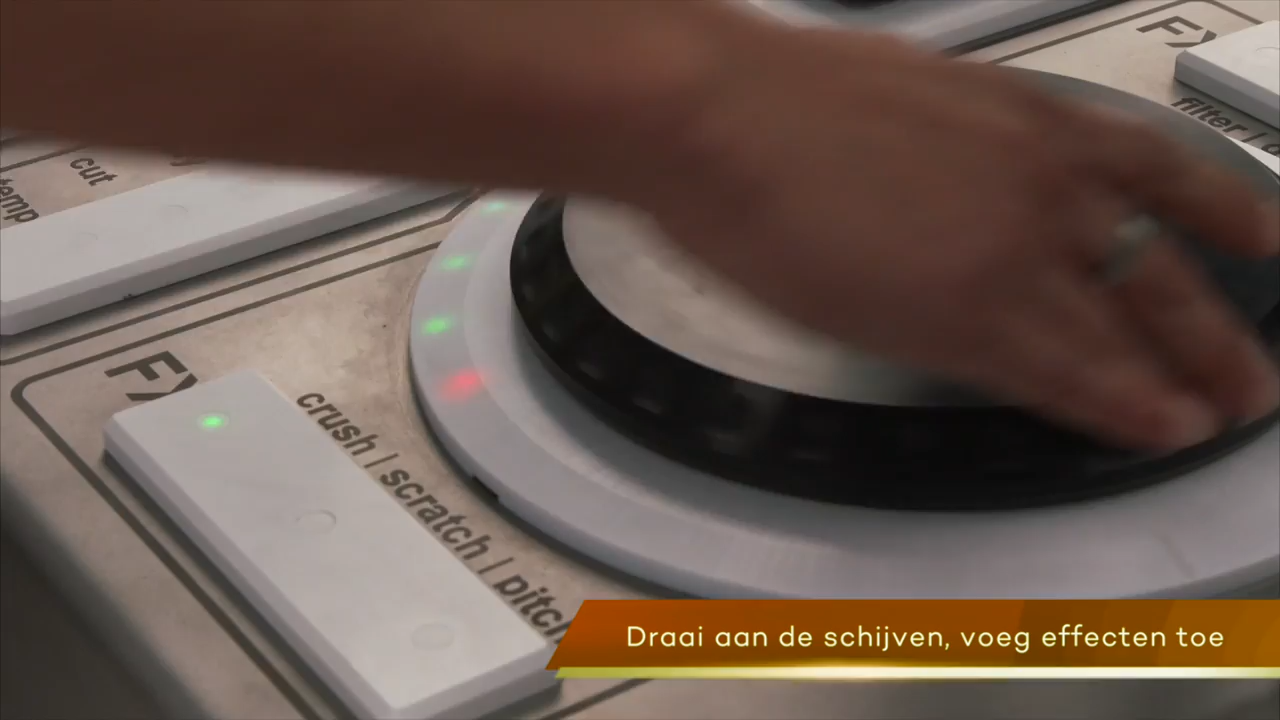 FX
filter |
cut
FX
crush | scratch | pitch
Draai aan de schijven, voeg effecten toe